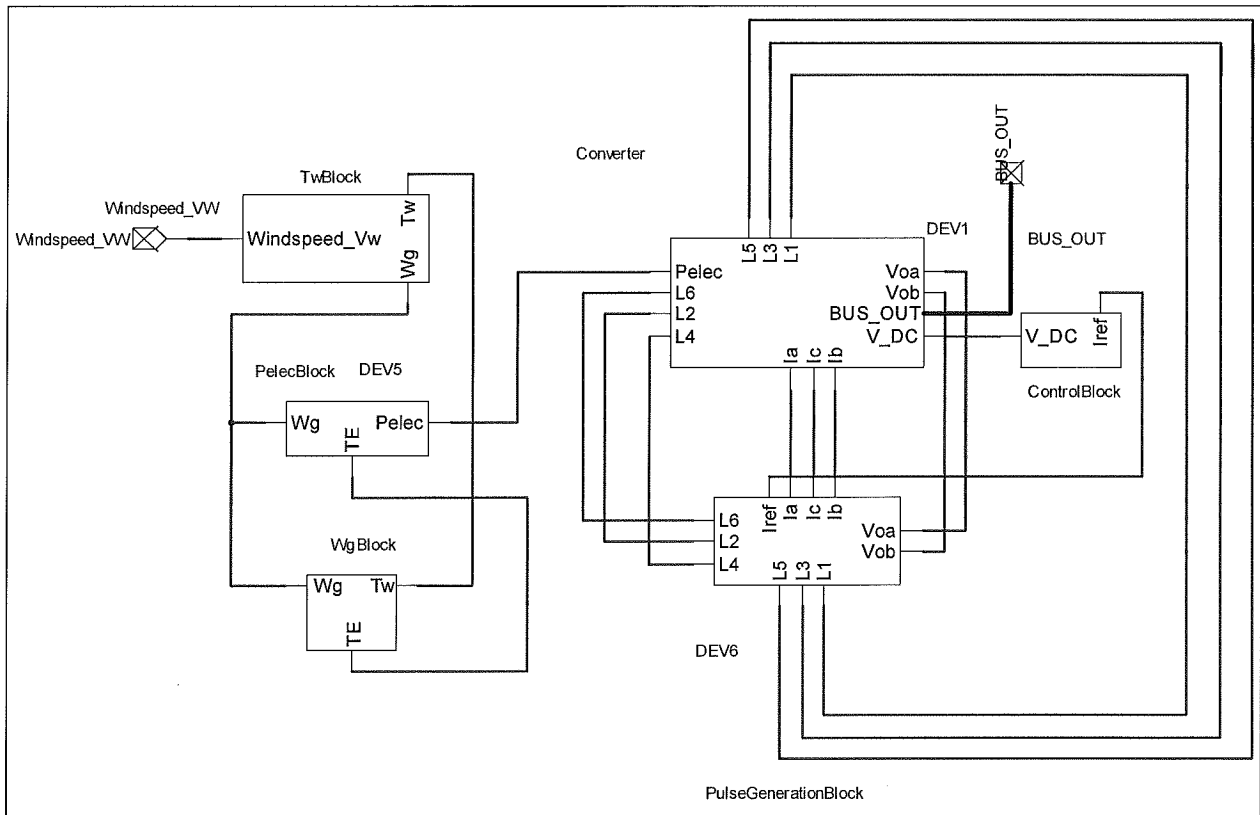 BUS_OUT
BUS_OUT
Converter
TwBlock
Windspeed_VW
Windspeed_VW
Windspeed_Vw
Tw
Wg
L5
L3
L1
DEV1
BUS_OUT
Pelec
L6
L2
L4
Voa
Vob
BUS_OUT
V_DC
Ia
Ic
Ib
V_DC
Iref
ControlBlock
PelecBlock
DEV5
Wg
Pelec
TE
WgBlock
Wg
Tw
TE
Iref
Ia
Ic
Ib
L6
L2
L4
Voa
Vob
L5
L3
L1
DEV6
PulseGenerationBlock